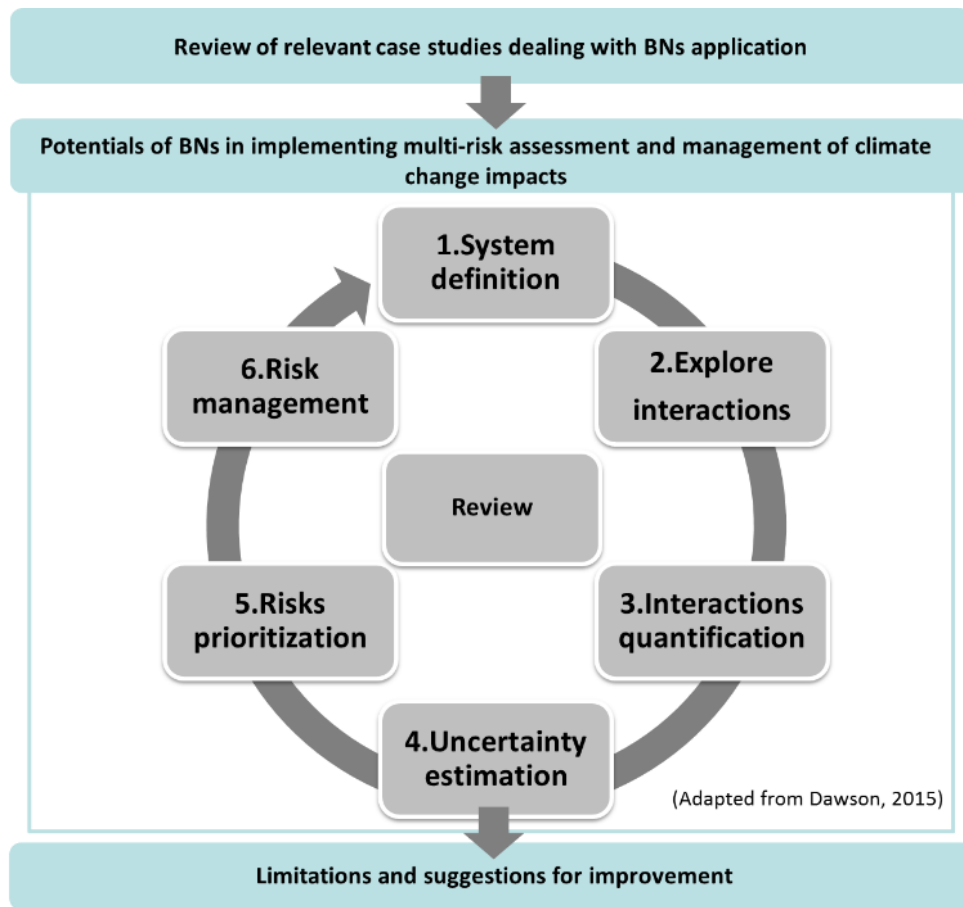 Review of relevant case studies dealing with BNs application
Potentials of BNs in implementing multi-risk assessment and management of climate
change impacts
1.System
definition
2.Explore
interactions
3.Interactions
quantification
4.Uncertainty
estimation
5.Risks
prioritization
6.Risk
management
Review
(Adapted from Dawson, 2015)
Limitations and suggestions for improvement